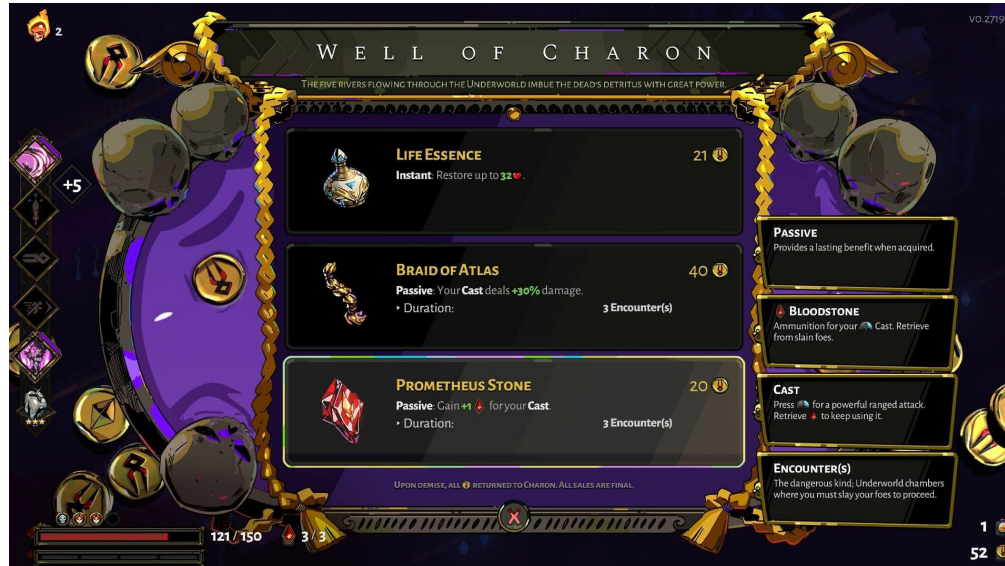 2
V0.2719
WELL OF CHARON
THE FIVE RIVERS FLOWING THROUGH THE UNDERWORLD IMBUE THE DEAD'S DETRITUS WITH GREAT POWER.
+5
LIFE ESSENCE
21
Instant: Restore up to 32.
BRAID OF ATLAS
40
Passive: Your Cast deals +30% damage.
‣ Duration: 3 Encounter(s)
PROMETHEUS STONE
20
Passive: Gain +1 for your Cast.
‣ Duration: 3 Encounter(s)
PASSIVE
Provides a lasting benefit when acquired.
BLOODSTONE
Ammunition for your Cast. Retrieve
from slain foes.
CAST
Press for a powerful ranged attack.
Retrieve to keep using it.
ENCOUNTER(S)
The dangerous kind; Underworld chambers
where you must slay your foes to proceed.
UPON DEMISE, ALL RETURNED TO CHARON. ALL SALES ARE FINAL.
X
121/150
3/3
1
52